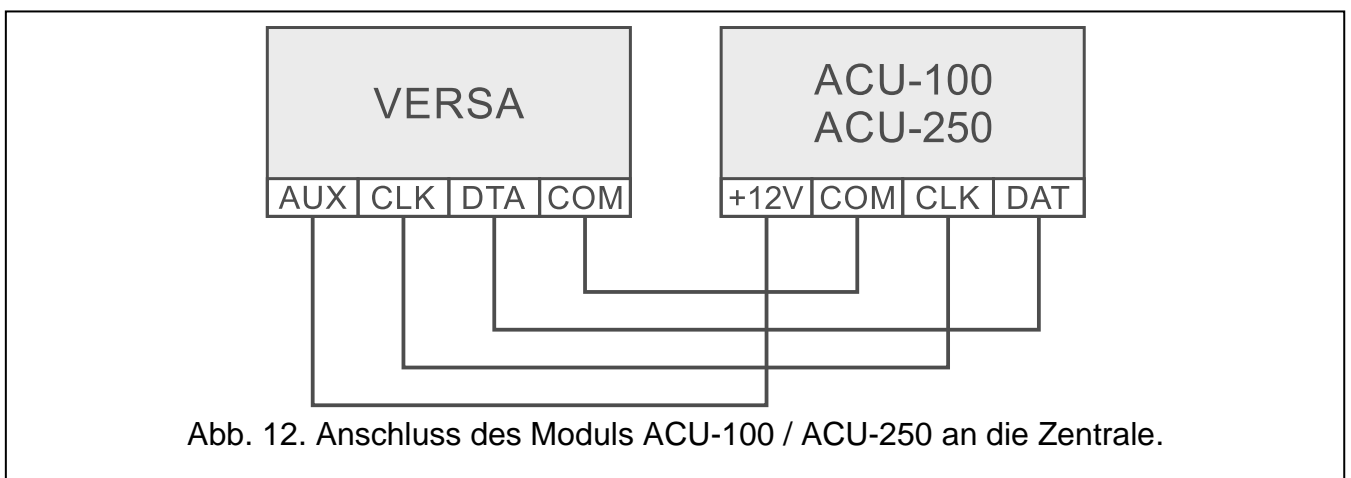 VERSA
AUX CLK DTA COM
ACU-100
ACU-250
+12V COM CLK DAT
Abb. 12. Anschluss des Moduls ACU-100 / ACU-250 an die Zentrale.